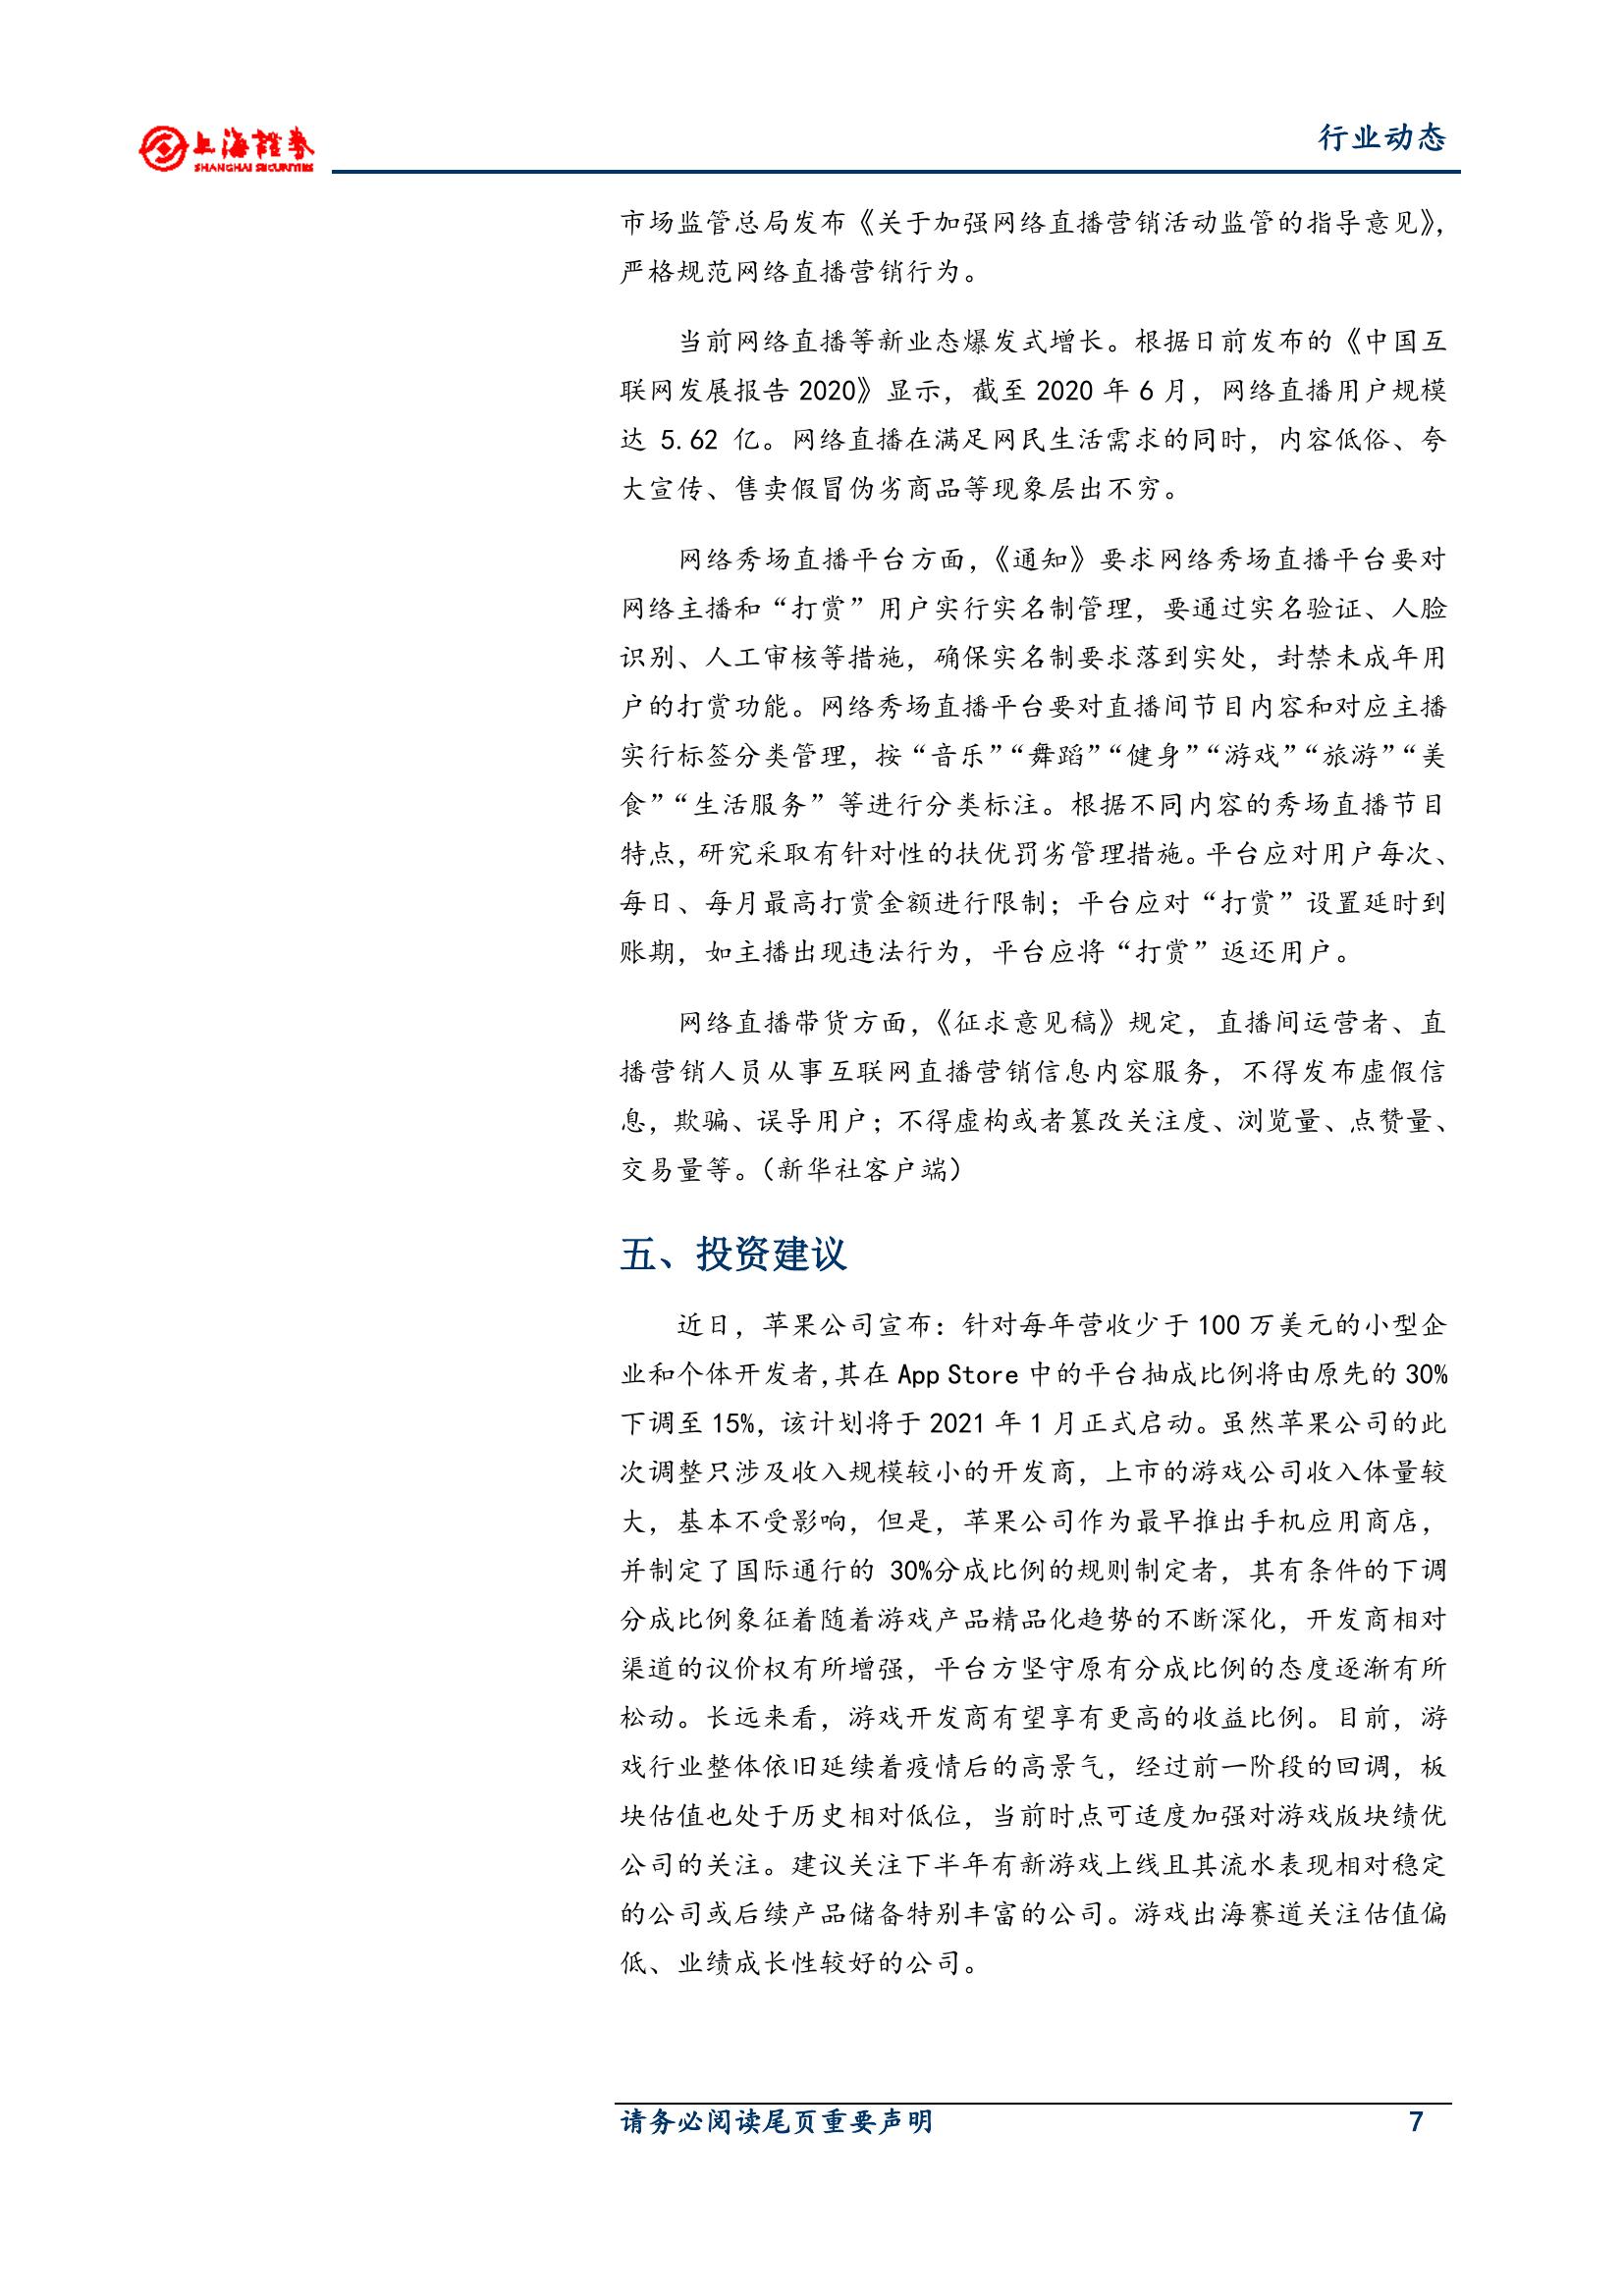 上海證券
SHANGHAI SECURITIES
行业动态
市场监管总局发布《关于加强网络直播营销活动监管的指导意见》，
严格规范网络直播营销行为。
当前网络直播等新业态爆发式增长。根据日前发布的《中国互
联网发展报告 2020》显示，截至 2020 年 6 月，网络直播用户规模
达 5.62 亿。网络直播在满足网民生活需求的同时，内容低俗、夸
大宣传、售卖假冒伪劣商品等现象层出不穷。
网络秀场直播平台方面，《通知》要求网络秀场直播平台要对
网络主播和“打赏”用户实行实名制管理，要通过实名验证、人脸
识别、人工审核等措施，确保实名制要求落到实处，封禁未成年用
户的打赏功能。网络秀场直播平台要对直播间节目内容和对应主播
实行标签分类管理，按“音乐”“舞蹈”“健身”“游戏”“旅游”“美
食”“生活服务”等进行分类标注。根据不同内容的秀场直播节目
特点，研究采取有针对性的扶优罚劣管理措施。平台应对用户每次、
每日、每月最高打赏金额进行限制；平台应对“打赏”设置延时到
账期，如主播出现违法行为，平台应将“打赏”返还用户。
网络直播带货方面，《征求意见稿》规定，直播间运营者、直
播营销人员从事互联网直播营销信息内容服务，不得发布虚假信
息，欺骗、误导用户；不得虚构或者篡改关注度、浏览量、点赞量、
交易量等。（新华社客户端）
五、投资建议
近日，苹果公司宣布：针对每年营收少于 100 万美元的小型企
业和个体开发者，其在 App Store 中的平台抽成比例将由原先的 30%
下调至 15%，该计划将于 2021 年 1 月正式启动。虽然苹果公司的此
次调整只涉及收入规模较小的开发商，上市的游戏公司收入体量较
大，基本不受影响，但是，苹果公司作为最早推出手机应用商店，
并制定了国际通行的 30%分成比例的规则制定者，其有条件的下调
分成比例象征着随着游戏产品精品化趋势的不断深化，开发商相对
渠道的议价权有所增强，平台方坚守原有分成比例的态度逐渐有所
松动。长远来看，游戏开发商有望享有更高的收益比例。目前，游
戏行业整体依旧延续着疫情后的高景气，经过前一阶段的回调，板
块估值也处于历史相对低位，当前时点可适度加强对游戏版块绩优
公司的关注。建议关注下半年有新游戏上线且其流水表现相对稳定
的公司或后续产品储备特别丰富的公司。游戏出海赛道关注估值偏
低、业绩成长性较好的公司。
请务必阅读尾页重要声明 7